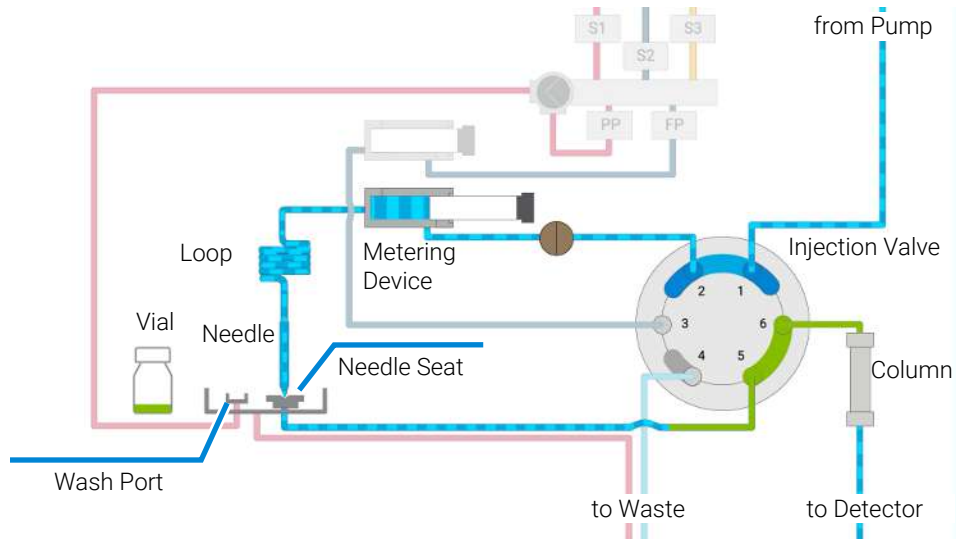 from Pump
S1
S3
S2
PP
FP
Loop
Metering
Device
Injection Valve
2
1
3
6
4
5
Vial
Needle
Needle Seat
Column
Wash Port
to Waste
to Detector